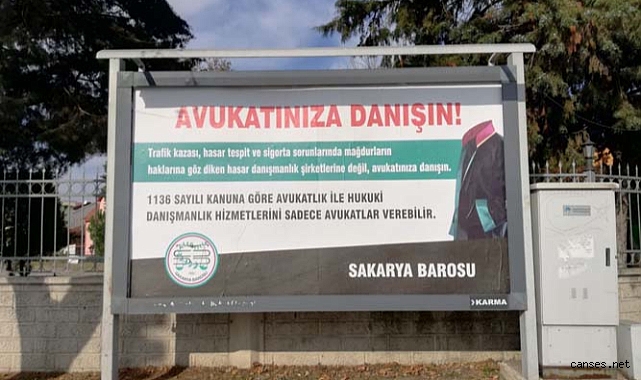 AVUKATINIZA DANIŞIN!
Trafik kazası, hasar tespit ve sigorta sorunlarında mağdurların
haklarına göz diken hasar danışmanlık şirketlerine değil, avukatınıza danışın.
1136 SAYILI KANUNA GÖRE AVUKATLIK İLE HUKUKİ
DANIŞMANLIK HİZMETLERİNİ SADECE AVUKATLAR VEREBİLİR.
SAKARYA BAROSU
KARMA
canses.net